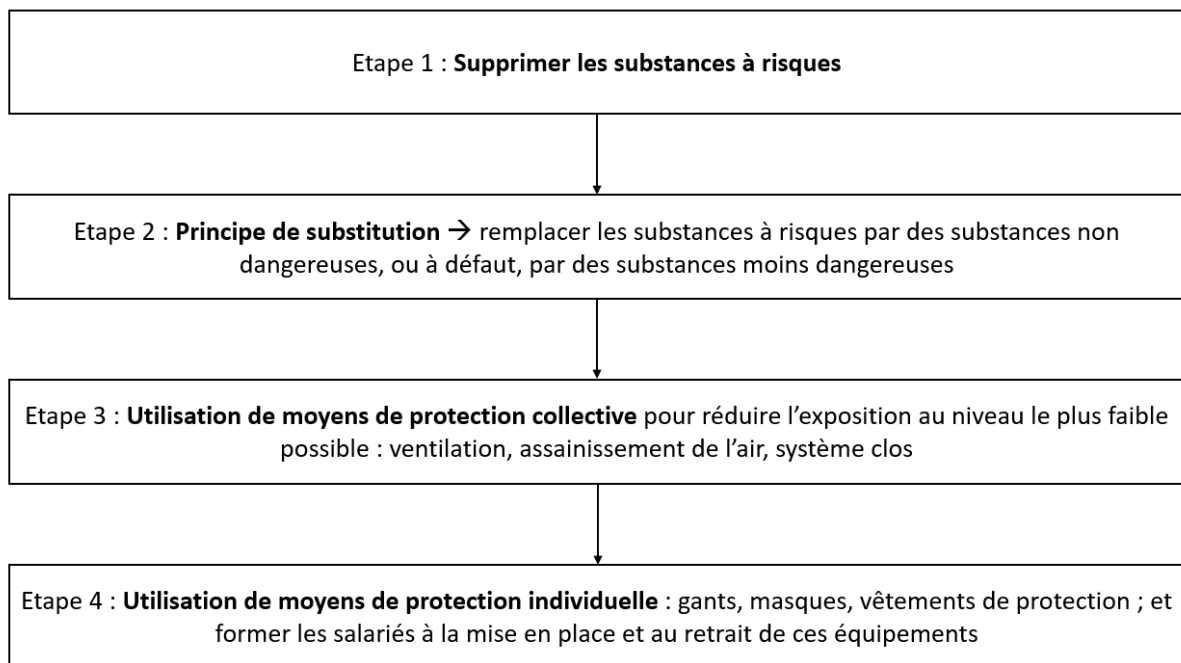 Etape 1 : Supprimer les substances à risques
Etape 2 : Principe de substitution → remplacer les substances à risques par des substances non
dangereuses, ou à défaut, par des substances moins dangereuses
Etape 3 : Utilisation de moyens de protection collective pour réduire l’exposition au niveau le plus faible
possible : ventilation, assainissement de l’air, système clos
Etape 4 : Utilisation de moyens de protection individuelle : gants, masques, vêtements de protection ; et
former les salariés à la mise en place et au retrait de ces équipements